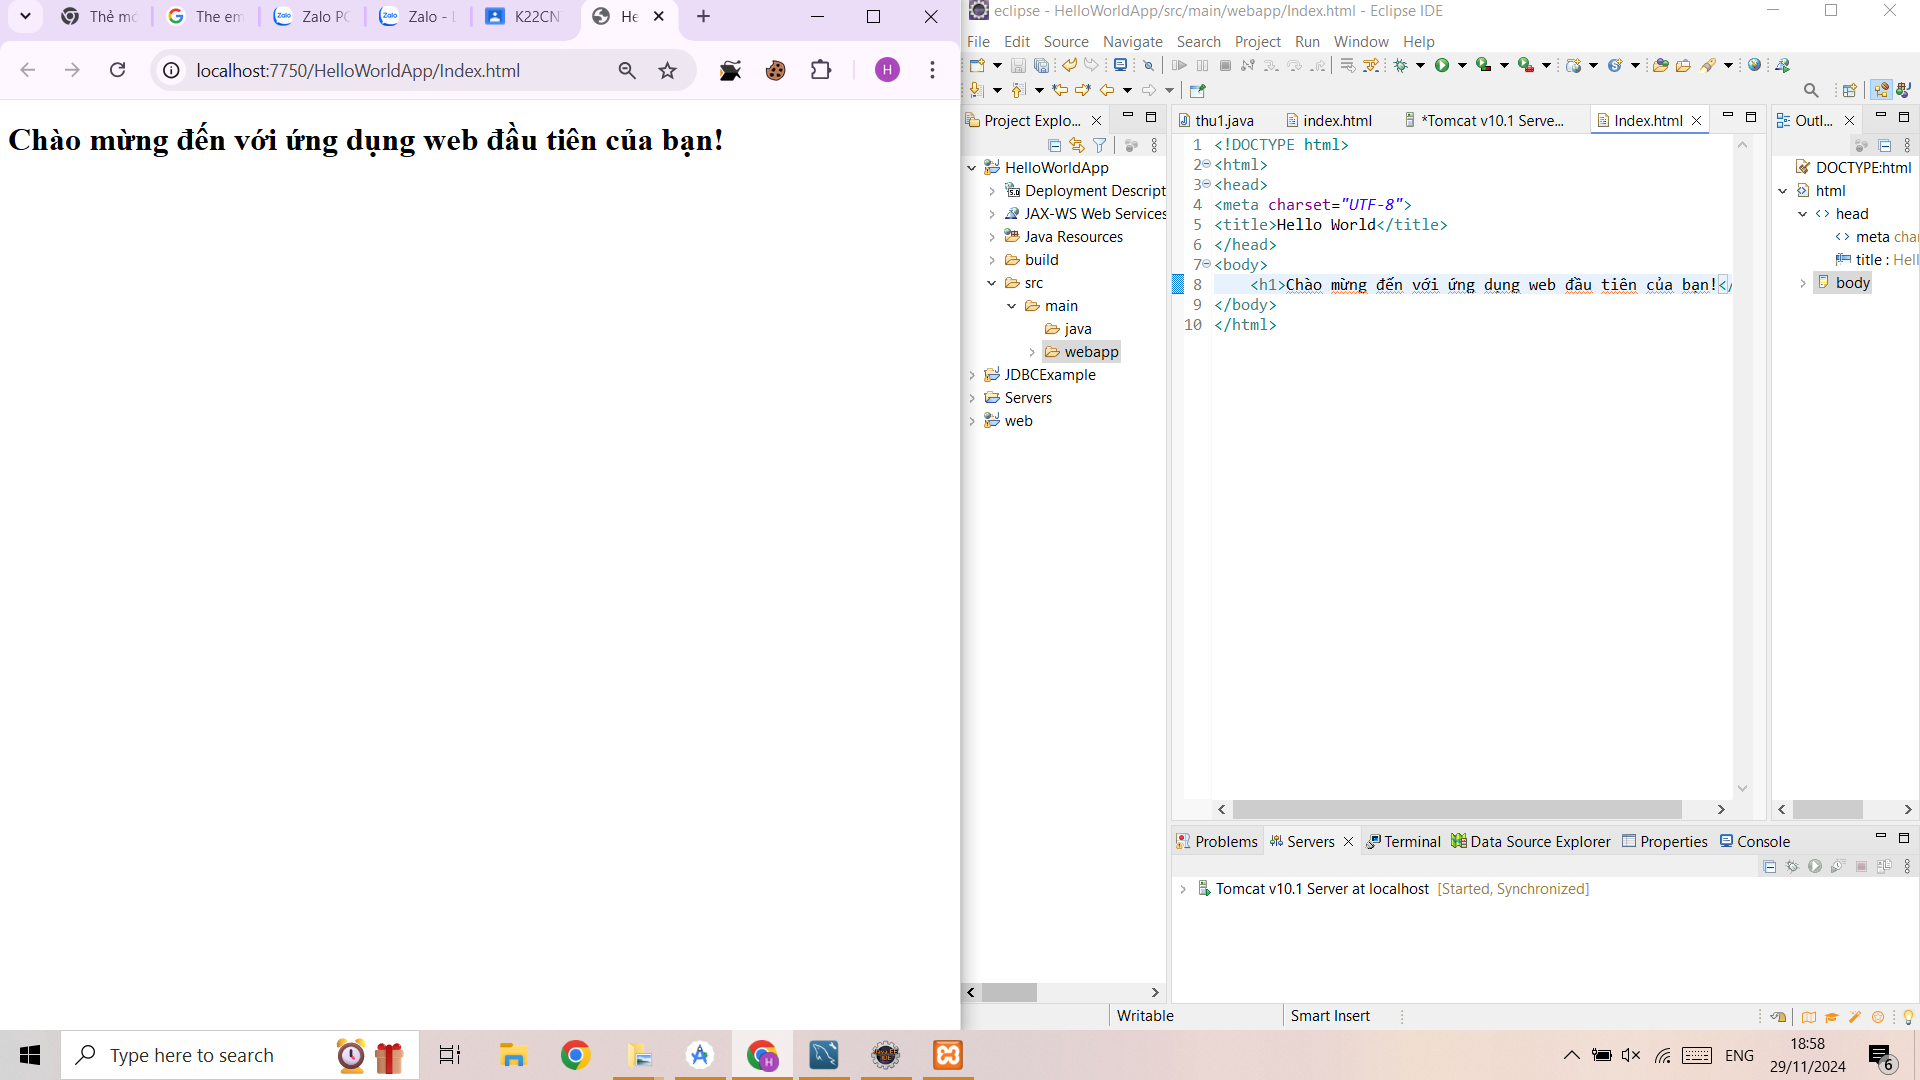 Thẻ mớ
The em
Zalo PC
Zalo - L
K22CNT
He
localhost:7750/HelloWorldApp/Index.html
H
Chào mừng đến với ứng dụng web đầu tiên của bạn!
eclipse - HelloWorldApp/src/main/webapp/Index.html - Eclipse IDE
File Edit Source Navigate Search Project Run Window Help
Project Explo...
HelloWorldApp
Deployment Descript
JAX-WS Web Services
Java Resources
build
src
main
java
webapp
JDBCExample
Servers
web
thu1.java index.html *Tomcat v10.1 Serve... Index.html
1 <!DOCTYPE html>
2 <html>
3 <head>
4 <meta charset="UTF-8">
5 <title>Hello World</title>
6 </head>
7 <body>
8 <h1>Chào mừng đến với ứng dụng web đầu tiên của bạn!</
9 </body>
10 </html>
Outl...
DOCTYPE:html
html
head
meta char
title : Hell
body
Problems Servers Terminal Data Source Explorer Properties Console
Tomcat v10.1 Server at localhost [Started, Synchronized]
Writable Smart Insert
Type here to search
ENG
18:58
29/11/2024
6